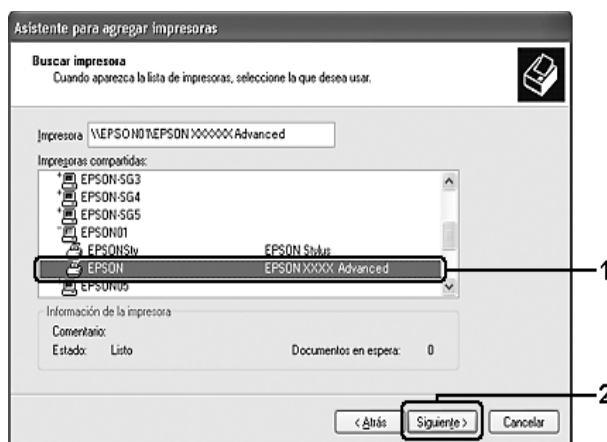 Asistente para agregar impresoras
Buscar impresora
Cuando aparezca la lista de impresoras, seleccione la que desea usar.
Impresora \\EPSON01\EPSON XXXXXX Advanced
Impresoras compartidas:
EPSON-SG3
EPSON-SG4
EPSON-SG5
EPSON01
EPSONSty EPSON Stylus
EPSON EPSON XXXX Advanced
1
EPSON05
Información de la impresora
Comentario:
Estado: Listo Documentos en espera: 0
2
< Atrás Siguiente > Cancelar